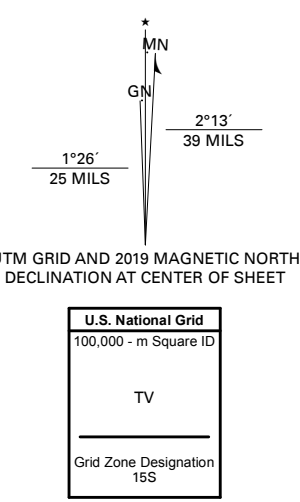 ★
MN
GN
2°13´
39 MILS
1°26´
25 MILS
UTM GRID AND 2019 MAGNETIC NORTH
DECLINATION AT CENTER OF SHEET
U.S. National Grid
100,000 - m Square ID
TV
Grid Zone Designation
15S